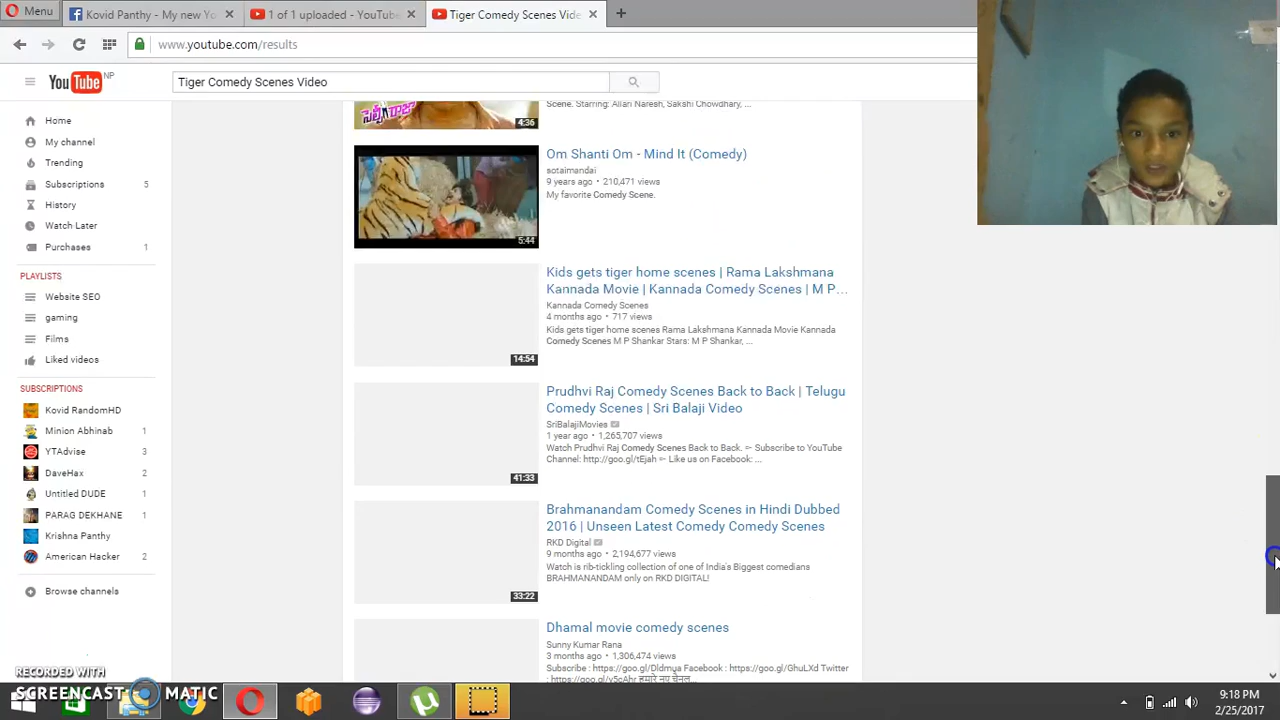 Menu
Kovid Panthy - My new Yo
1 of 1 uploaded - YouTube
Tiger Comedy Scenes Vide
www.youtube.com/results
YouTube NP
Tiger Comedy Scenes Video
Home
My channel
Trending
Subscriptions 5
History
Watch Later
Purchases 1
PLAYLISTS
Website SEO
gaming
Films
Liked videos
SUBSCRIPTIONS
Kovid RandomHD
Minion Abhinab 1
YTAdvise 3
DaveHax 2
Untitled DUDE 1
PARAG DEKHANE 1
Krishna Panthy
American Hacker 2
Browse channels
Scene. Starring: Allari Naresh, Sakshi Chowdhary, ...
4:36
Om Shanti Om - Mind It (Comedy)
sotaimandai
9 years ago • 210,471 views
My favorite Comedy Scene.
5:44
Kids gets tiger home scenes | Rama Lakshmana
Kannada Movie | Kannada Comedy Scenes | M P...
Kannada Comedy Scenes
4 months ago • 717 views
Kids gets tiger home scenes Rama Lakshmana Kannada Movie Kannada
Comedy Scenes M P Shankar Stars: M P Shankar, ...
14:54
Prudhvi Raj Comedy Scenes Back to Back | Telugu
Comedy Scenes | Sri Balaji Video
SriBalajiMovies
1 year ago • 1,265,707 views
Watch Prudhvi Raj Comedy Scenes Back to Back. ➳ Subscribe to YouTube
Channel: http://goo.gl/tEjah ➳ Like us on Facebook: ...
41:33
Brahmanandam Comedy Scenes in Hindi Dubbed
2016 | Unseen Latest Comedy Comedy Scenes
RKD Digital
9 months ago • 2,194,677 views
Watch is rib-tickling collection of one of India's Biggest comedians
BRAHMANANDAM only on RKD DIGITAL!
33:22
Dhamal movie comedy scenes
Sunny Kumar Rana
3 months ago • 1,306,474 views
Subscribe : https://goo.gl/Dldmua Facebook : https://goo.gl/GhuLXd Twitter
RECORDED WITH
SCREENCAST MATIC
9:18 PM
2/25/2017